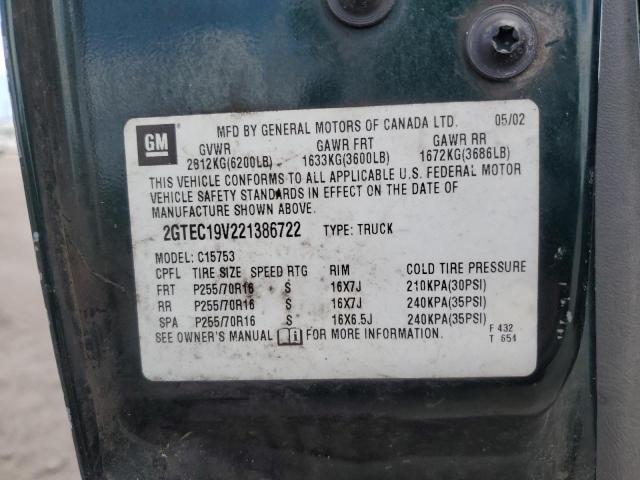 GM
MFD BY GENERAL MOTORS OF CANADA LTD. 05/02
GVWR GAWR FRT GAWR RR
2812KG(6200LB) 1633KG(3600LB) 1672KG(3686LB)
THIS VEHICLE CONFORMS TO ALL APPLICABLE U.S. FEDERAL MOTOR
VEHICLE SAFETY STANDARDS IN EFFECT ON THE DATE OF
MANUFACTURE SHOWN ABOVE.
2GTEC19V221386722 TYPE: TRUCK
MODEL: C15753
CPFL TIRE SIZE SPEED RTG RIM COLD TIRE PRESSURE
FRT P255/70R16 S 16X7J 210KPA(30PSI)
RR P255/70R16 S 16X7J 240KPA(35PSI)
SPA P255/70R16 S 16X6.5J 240KPA(35PSI)
SEE OWNER'S MANUAL i FOR MORE INFORMATION.
F 432
T 654